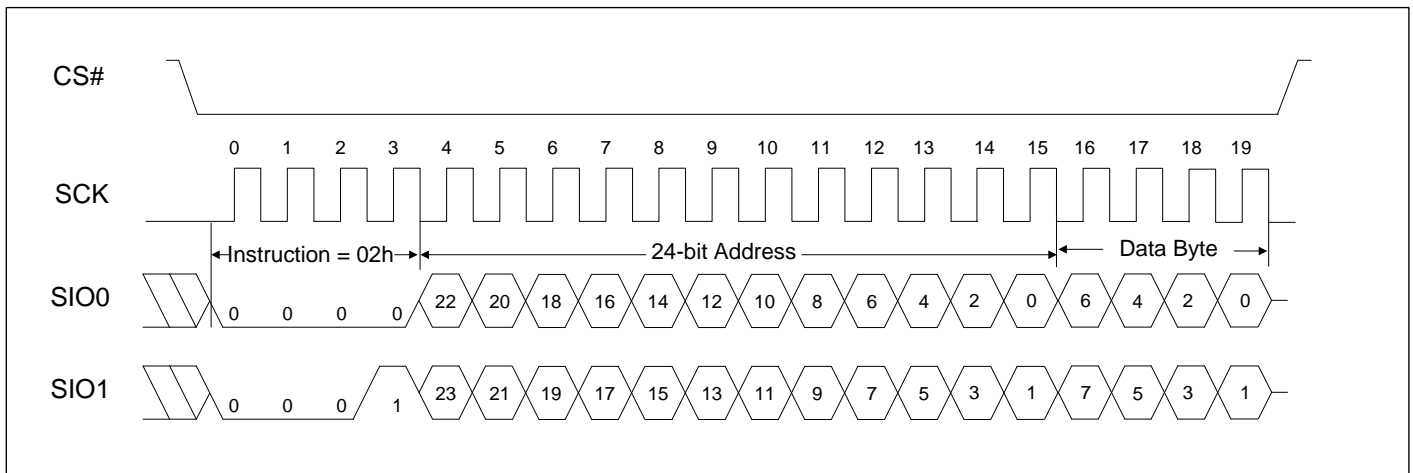 CS#
0 1 2 3 4 5 6 7 8 9 10 11 12 13 14 15 16 17 18 19
SCK
Instruction = 02h 24-bit Address Data Byte
SIO0 0 0 0 0 22 20 18 16 14 12 10 8 6 4 2 0 6 4 2 0
SIO1 0 0 0 1 23 21 19 17 15 13 11 9 7 5 3 1 7 5 3 1